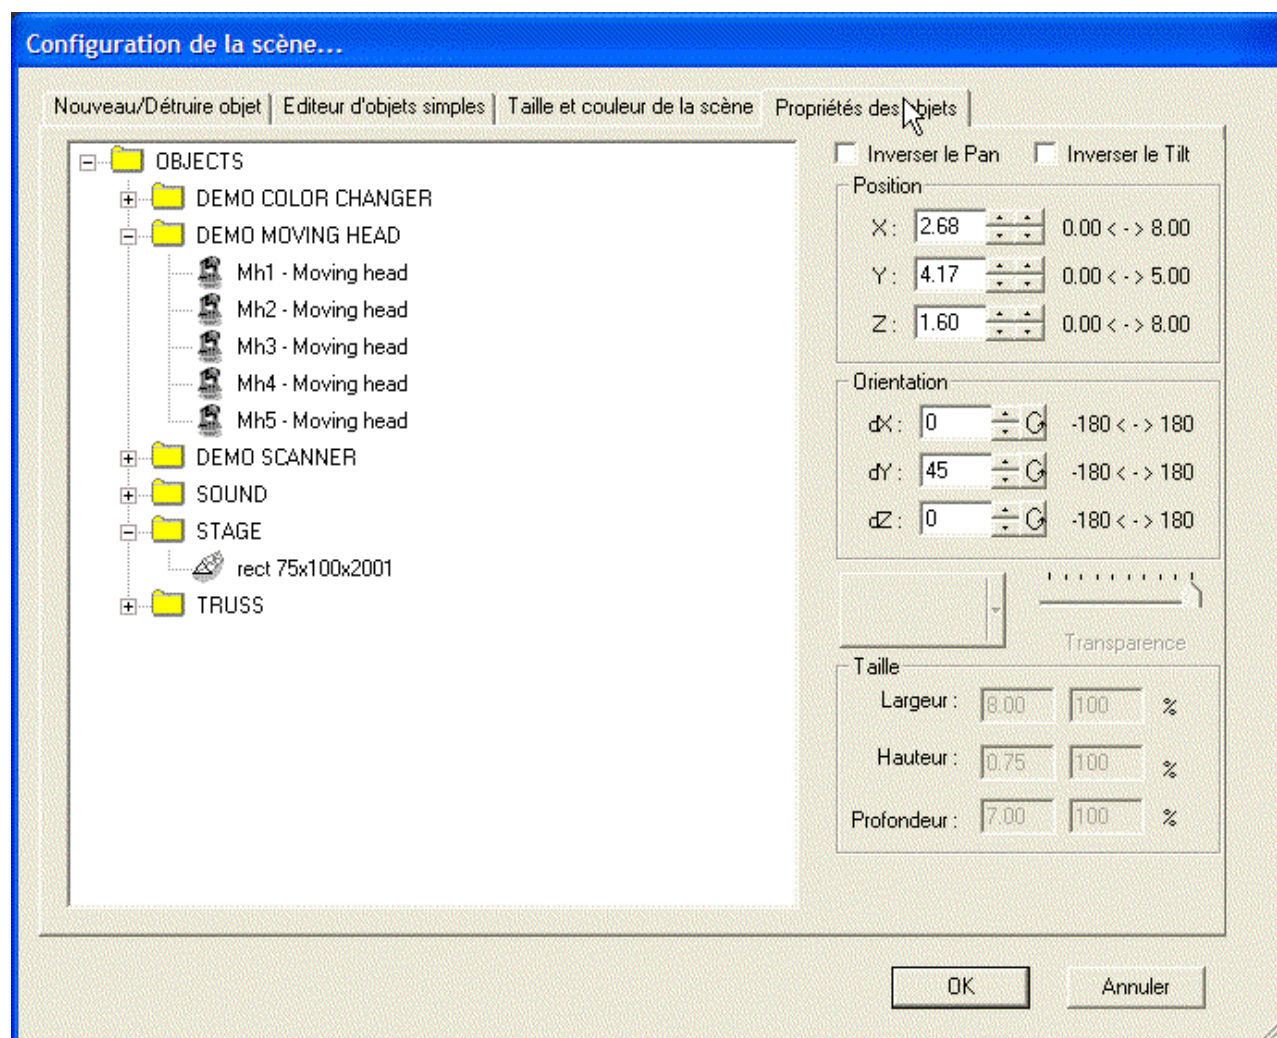 Configuration de la scène...
Nouveau/Détruire objet Editeur d'objets simples Taille et couleur de la scène Propriétés des objets
OBJECTS
DEMO COLOR CHANGER
DEMO MOVING HEAD
Mh1 - Moving head
Mh2 - Moving head
Mh3 - Moving head
Mh4 - Moving head
Mh5 - Moving head
DEMO SCANNER
SOUND
STAGE
rect 75x100x2001
TRUSS
Inverser le Pan Inverser le Tilt
Position
X : 2.68 0.00 < - > 8.00
Y : 4.17 0.00 < - > 5.00
Z : 1.60 0.00 < - > 8.00
Orientation
dX : 0 -180 < - > 180
dY : 45 -180 < - > 180
dZ : 0 -180 < - > 180
Transparence
Taille
Largeur : 8.00 100 %
Hauteur : 0.75 100 %
Profondeur : 7.00 100 %
OK Annuler